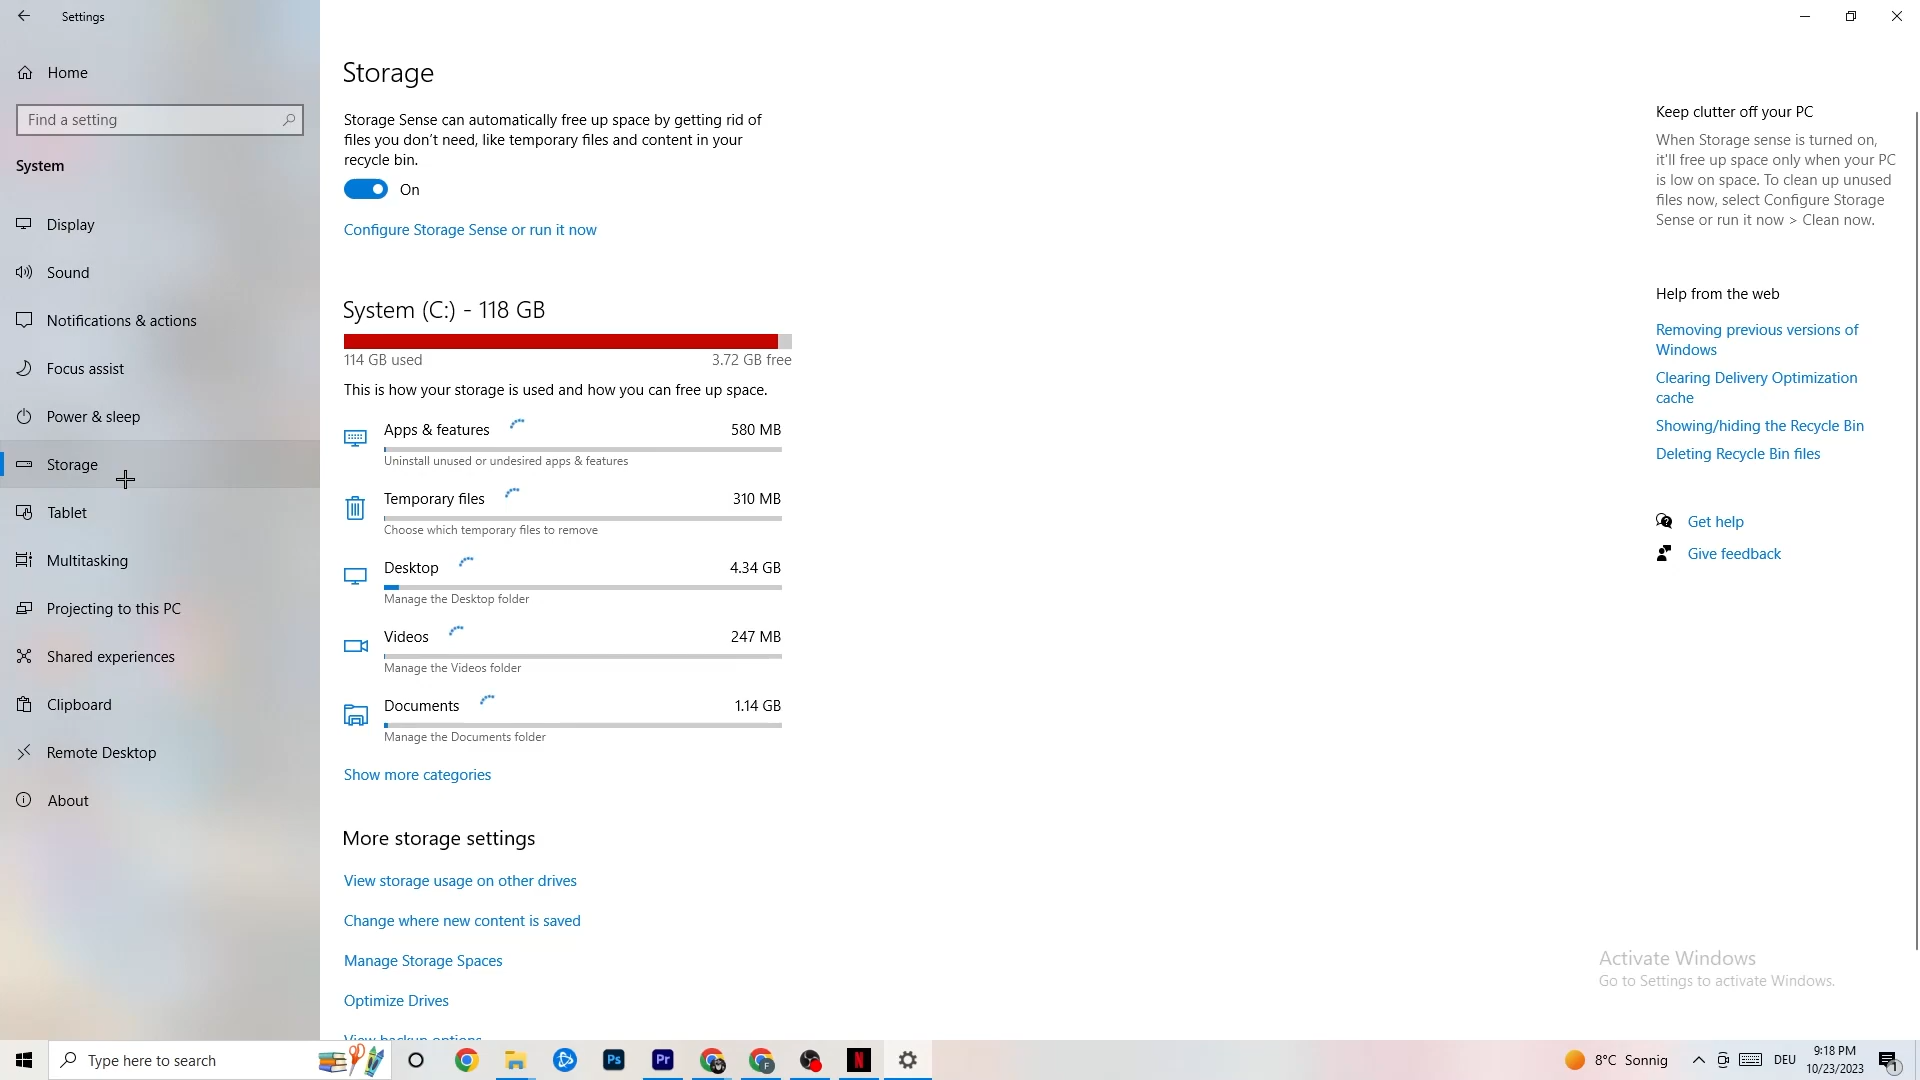 Settings
Home
Find a setting
System
Display
Sound
Notifications & actions
Focus assist
Power & sleep
Storage
Tablet
Multitasking
Projecting to this PC
Shared experiences
Clipboard
Remote Desktop
About
Storage
Storage Sense can automatically free up space by getting rid of
files you don't need, like temporary files and content in your
recycle bin.
On
Configure Storage Sense or run it now
System (C:) - 118 GB
114 GB used 3.72 GB free
This is how your storage is used and how you can free up space.
Apps & features 580 MB
Uninstall unused or undesired apps & features
Temporary files 310 MB
Choose which temporary files to remove
Desktop 4.34 GB
Manage the Desktop folder
Videos 247 MB
Manage the Videos folder
Documents 1.14 GB
Manage the Documents folder
Show more categories
More storage settings
View storage usage on other drives
Change where new content is saved
Manage Storage Spaces
Optimize Drives
View backup options
Keep clutter off your PC
When Storage sense is turned on,
it'll free up space only when your PC
is low on space. To clean up unused
files now, select Configure Storage
Sense or run it now > Clean now.
Help from the web
Removing previous versions of
Windows
Clearing Delivery Optimization
cache
Showing/hiding the Recycle Bin
Deleting Recycle Bin files
Get help
Give feedback
Activate Windows
Go to Settings to activate Windows.
Type here to search
Ps
Pr
F
N
8°C Sonnig
DEU
9:18 PM
10/23/2023
1